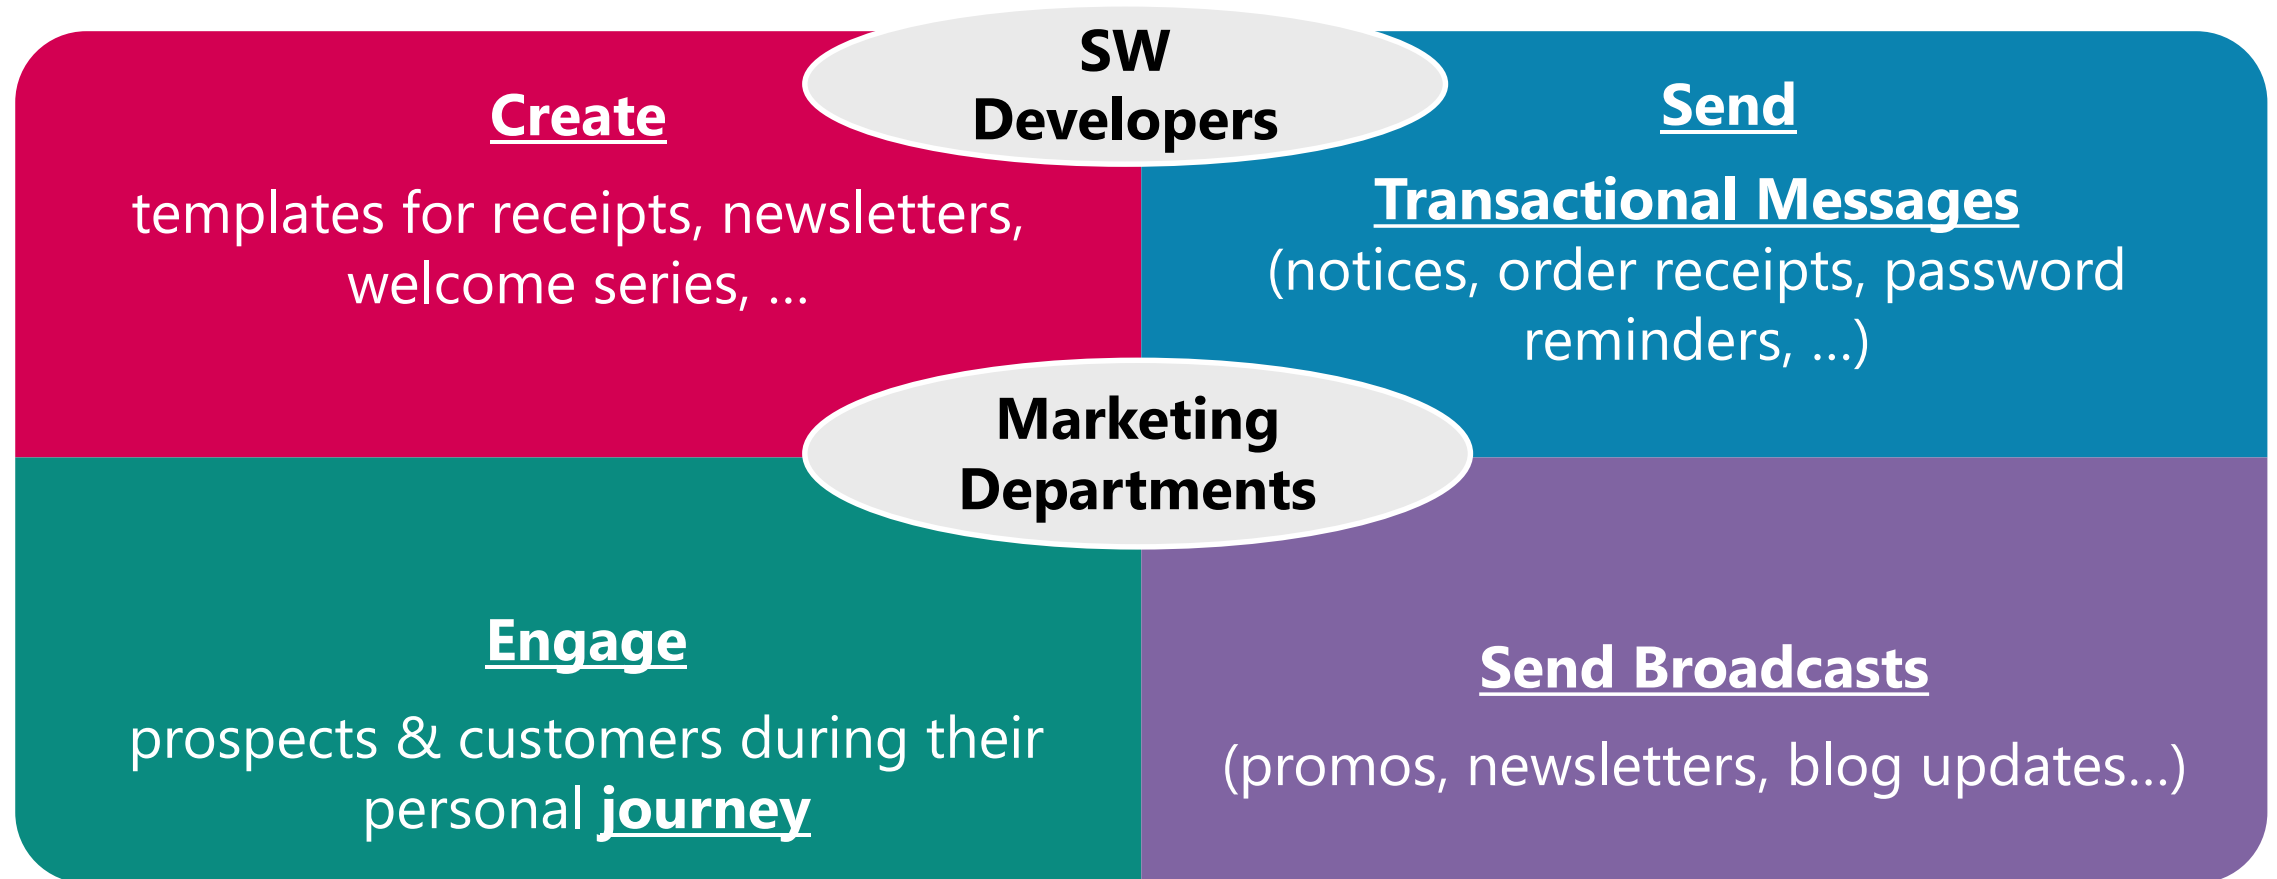 SW
Developers
Create
templates for receipts, newsletters,
welcome series, ...
Send
Transactional Messages
(notices, order receipts, password
reminders, ...)
Marketing
Departments
Engage
prospects & customers during their
personal journey
Send Broadcasts
(promos, newsletters, blog updates...)